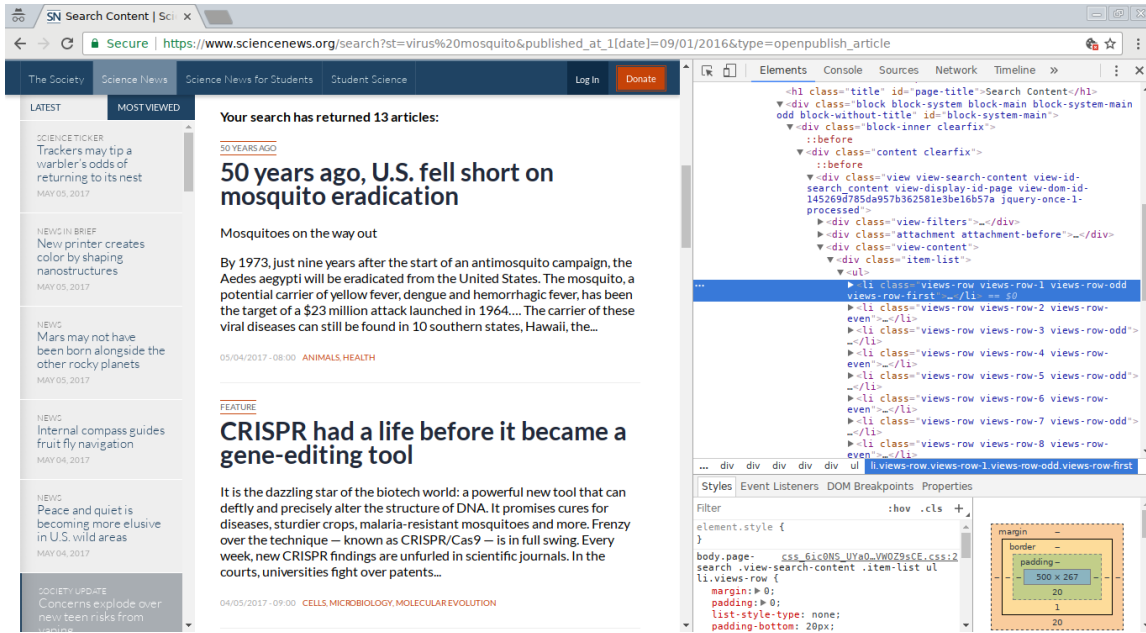 SN Search Content | Sci
Secure | https://www.sciencenews.org/search?st=virus%20mosquito&published_at_1[date]=09/01/2016&type=openpublish_article
The Society Science News Science News for Students Student Science Log In Donate
LATEST MOST VIEWED
SCIENCE TICKER
Trackers may tip a
warbler's odds of
returning to its nest
MAY 05, 2017
NEWS IN BRIEF
New printer creates
color by shaping
nanostructures
MAY 05, 2017
NEWS
Mars may not have
been born alongside the
other rocky planets
MAY 05, 2017
NEWS
Internal compass guides
fruit fly navigation
MAY 04, 2017
NEWS
Peace and quiet is
becoming more elusive
in U.S. wild areas
MAY 04, 2017
SOCIETY UPDATE
Concerns explode over
new teen risks from
vaping
Your search has returned 13 articles:
50 YEARS AGO
50 years ago, U.S. fell short on
mosquito eradication
Mosquitoes on the way out
By 1973, just nine years after the start of an antimosquito campaign, the
Aedes aegypti will be eradicated from the United States. The mosquito, a
potential carrier of yellow fever, dengue and hemorrhagic fever, has been
the target of a $23 million attack launched in 1964.... The carrier of these
viral diseases can still be found in 10 southern states, Hawaii, the...
05/04/2017 - 08:00 ANIMALS, HEALTH
FEATURE
CRISPR had a life before it became a
gene-editing tool
It is the dazzling star of the biotech world: a powerful new tool that can
deftly and precisely alter the structure of DNA. It promises cures for
diseases, sturdier crops, malaria-resistant mosquitoes and more. Frenzy
over the technique — known as CRISPR/Cas9 — is in full swing. Every
week, new CRISPR findings are unfurled in scientific journals. In the
courts, universities fight over patents...
04/05/2017 - 09:00 CELLS, MICROBIOLOGY, MOLECULAR EVOLUTION
Elements Console Sources Network Timeline »
<h1 class="title" id="page-title">Search Content</h1>
▼<div class="block block-system block-main block-system-main
odd block-without-title" id="block-system-main">
▼<div class="block-inner clearfix">
::before
▼<div class="content clearfix">
::before
▼<div class="view view-search-content view-id-
search_content view-display-id-page view-dom-id-
145269d785da957b362581e3be16b57a jquery-once-1-
processed">
▶<div class="view-filters">…</div>
▶<div class="attachment attachment-before">…</div>
▼<div class="view-content">
▼<div class="item-list">
▼<ul>
… ▶<li class="views-row views-row-1 views-row-odd
views-row-first">…</li> == $0
▶<li class="views-row views-row-2 views-row-
even">…</li>
▶<li class="views-row views-row-3 views-row-odd">
…</li>
▶<li class="views-row views-row-4 views-row-
even">…</li>
▶<li class="views-row views-row-5 views-row-odd">
…</li>
▶<li class="views-row views-row-6 views-row-
even">…</li>
▶<li class="views-row views-row-7 views-row-odd">
…</li>
▶<li class="views-row views-row-8 views-row-
even">…</li>
... div div div div div ul li.views-row.views-row-1.views-row-odd.views-row-first
Styles Event Listeners DOM Breakpoints Properties
Filter :hov .cls +
element.style {
}
body.page- css_6ic0NS_UYaO…VWOZ9sCE.css:2
search .view-search-content .item-list ul
li.views-row {
margin:▶ 0;
padding:▶ 0;
list-style-type: none;
padding-bottom: 20px;
margin –
border –
padding –
– – – 500 × 267 – – –
20
1
20